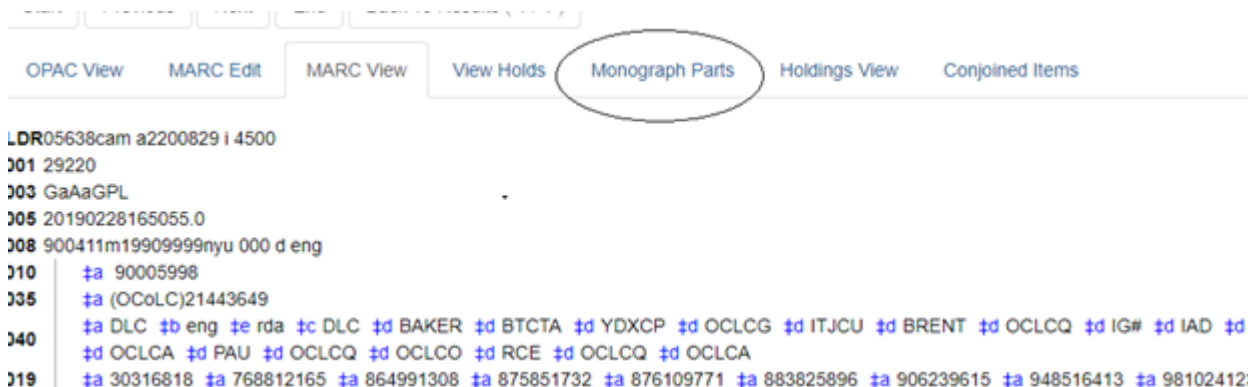 OPAC View MARC Edit MARC View View Holds Monograph Parts Holdings View Conjoined Items
LDR05638cam a2200829 i 4500
001 29220
003 GaAaGPL
005 20190228165055.0
008 900411m19909999nyu 000 d eng
010 ‡a 90005998
035 ‡a (OCoLC)21443649
040 ‡a DLC ‡b eng ‡e rda ‡c DLC ‡d BAKER ‡d BTCTA ‡d YDXCP ‡d OCLCG ‡d ITJCU ‡d BRENT ‡d OCLCQ ‡d IG# ‡d IAD ‡d
‡d OCLCA ‡d PAU ‡d OCLCQ ‡d OCLCO ‡d RCE ‡d OCLCQ ‡d OCLCA
019 ‡a 30316818 ‡a 768812165 ‡a 864991308 ‡a 875851732 ‡a 876109771 ‡a 883825896 ‡a 906239615 ‡a 948516413 ‡a